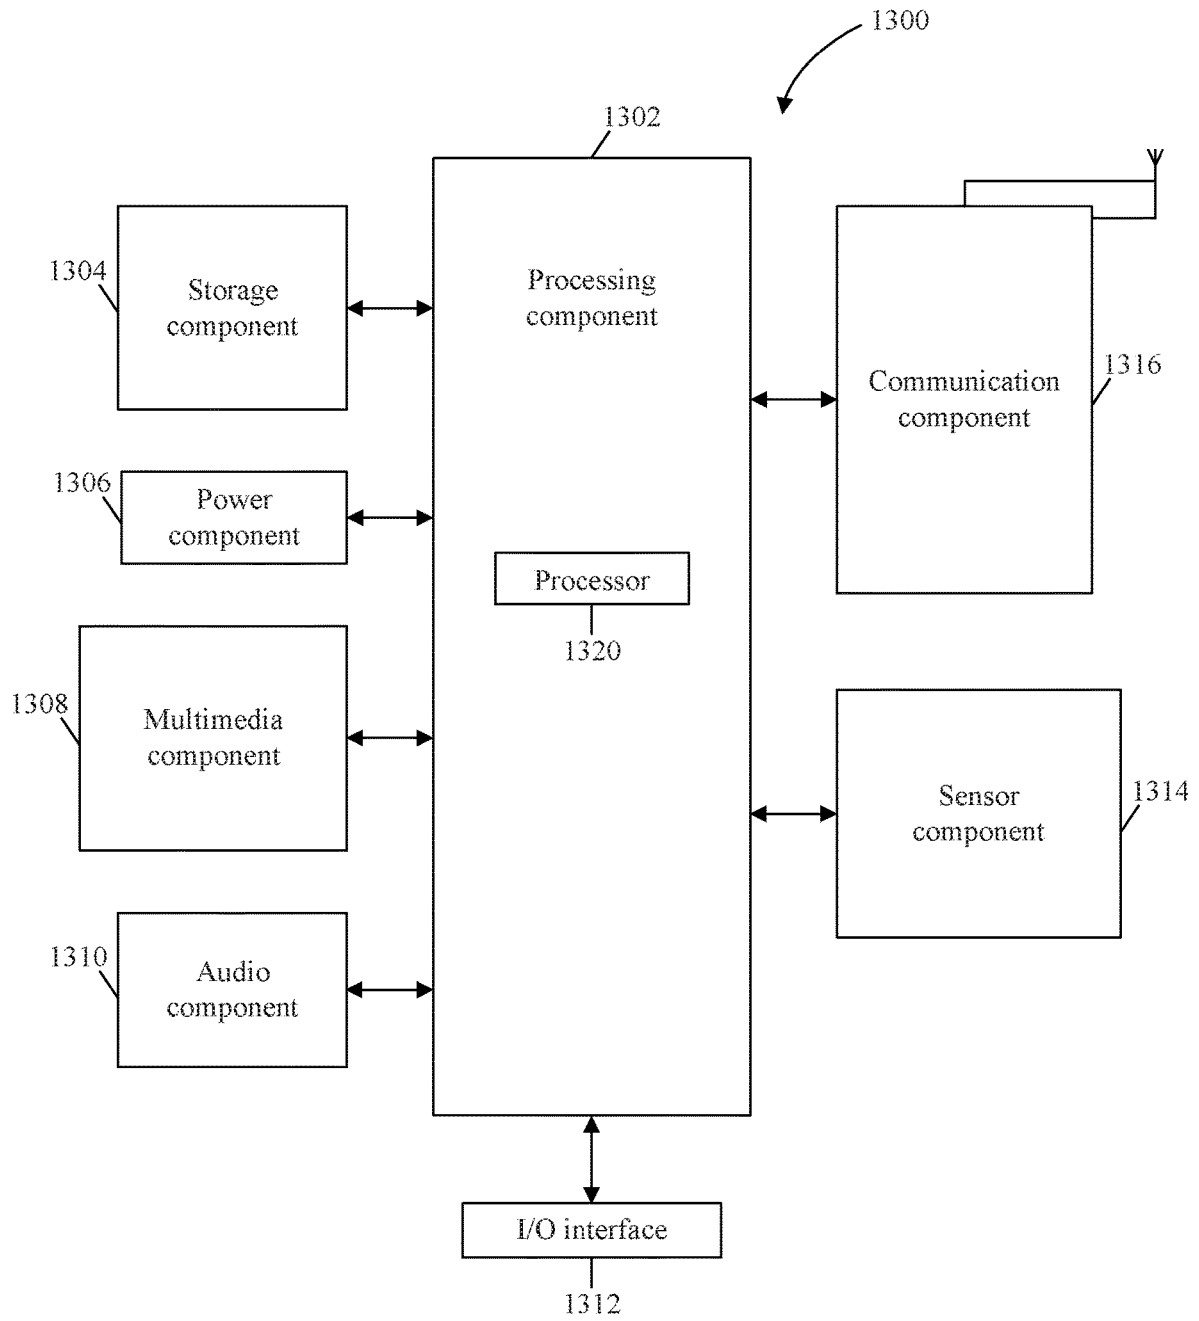 1300
1302
1304
Storage
component
Processing
component
Communication
component
1316
1306
Power
component
Processor
1320
1308
Multimedia
component
Sensor
component
1314
1310
Audio
component
I/O interface
1312